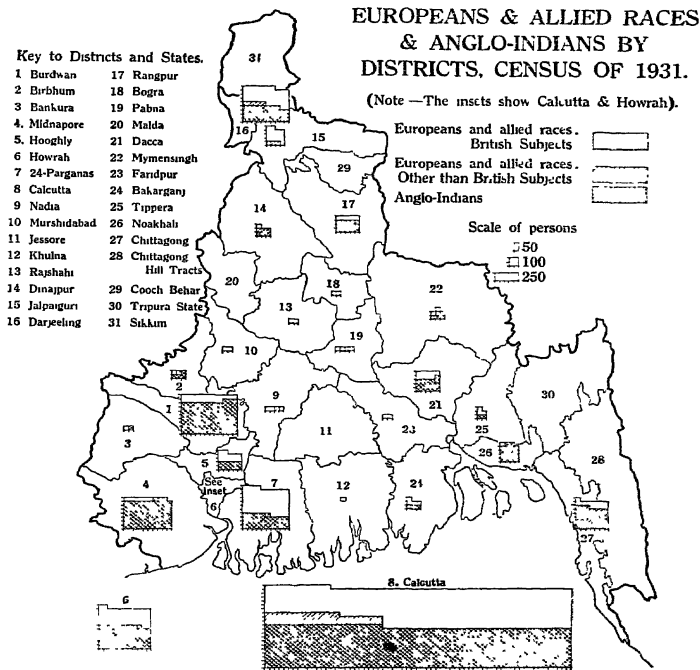 EUROPEANS & ALLIED RACES
& ANGLO-INDIANS BY
DISTRICTS, CENSUS OF 1931.
(Note —The insets show Calcutta & Howrah).
Europeans and allied races.
British Subjects
Europeans and allied races.
Other than British Subjects
Anglo-Indians
Scale of persons
50
100
250
Key to Districts and States.
1 Burdwan
2 Birbhum
3 Bankura
4. Midnapore
5. Hooghly
6 Howrah
7 24-Parganas
8 Calcutta
9 Nadia
10 Murshidabad
11 Jessore
12 Khulna
13 Rajshahi
14 Dinajpur
15 Jalpaiguri
16 Darjeeling
17 Rangpur
18 Bogra
19 Pabna
20 Malda
21 Dacca
22 Mymensingh
23 Faridpur
24 Bakarganj
25 Tippera
26 Noakhali
27 Chittagong
28 Chittagong
Hill Tracts
29 Cooch Behar
30 Tripura State
31 Sikkim
31
16
15
29
14
17
20
18
22
13
19
10
2
1
9
21
30
3
11
23
25
26
5
See
Inset
6
4
7
12
24
28
27
8. Calcutta
6